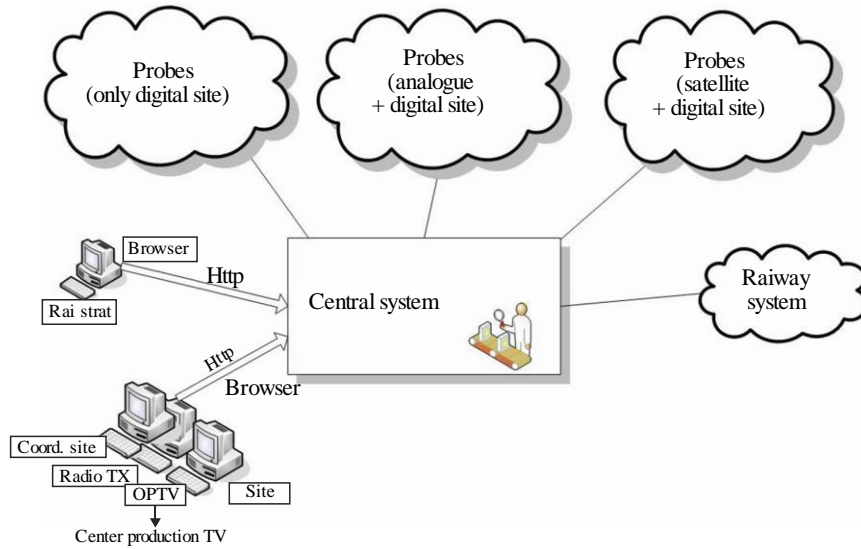 Probes
(only digital site)
Probes
(analogue
+ digital site)
Probes
(satellite
+ digital site)
Browser
Http
Rai strat
Central system
Raiway
system
Http
Browser
Coord. site
Radio TX
OPTV
Site
Center production TV